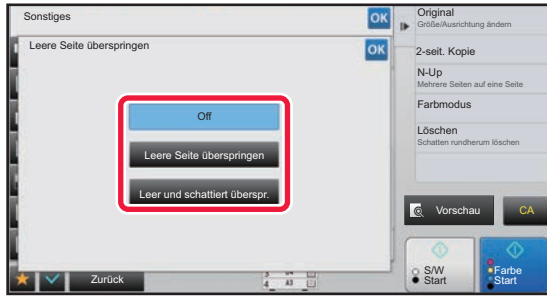 Sonstiges
OK
Leere Seite überspringen
OK
Off
Leere Seite überspringen
Leer und schattiert überspr.
Zurück
A3
Original
Größe/Ausrichtung ändern
2-seit. Kopie
N-Up
Mehrere Seiten auf eine Seite
Farbmodus
Löschen
Schatten rundherum löschen
Vorschau
CA
S/W
Start
Farbe
Start